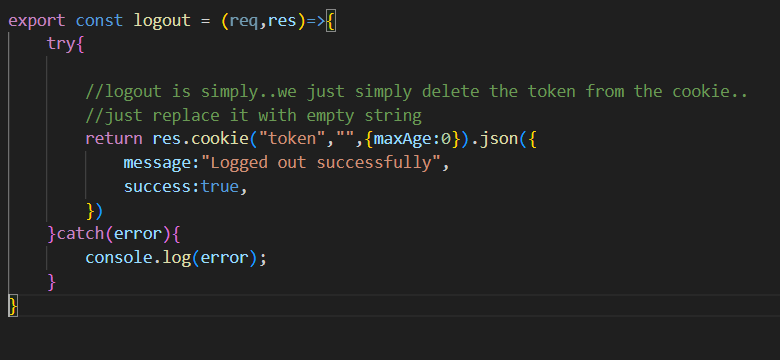 export const logout = (req,res)=>{
try{
//logout is simply..we just simply delete the token from the cookie..
//just replace it with empty string
return res.cookie("token","",{maxAge:0}).json({
message:"Logged out successfully",
success:true,
})
}catch(error){
console.log(error);
}
}